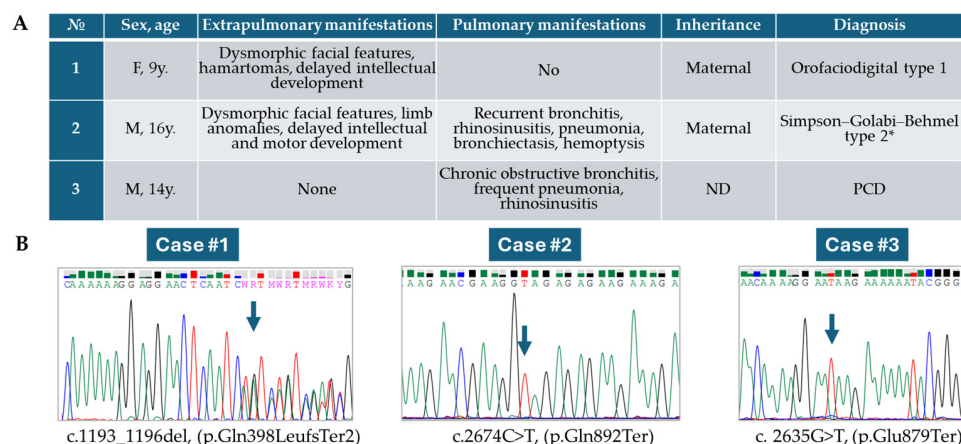 A
№ Sex, age Extrapulmonary manifestations Pulmonary manifestations Inheritance Diagnosis
1 F, 9y. Dysmorphic facial features, hamartomas, delayed intellectual development No Maternal Orofaciodigital type 1
2 M, 16y. Dysmorphic facial features, limb anomalies, delayed intellectual and motor development Recurrent bronchitis, rhinosinusitis, pneumonia, bronchiectasis, hemoptysis Maternal Simpson–Golabi–Behmel type 2*
3 M, 14y. None Chronic obstructive bronchitis, frequent pneumonia, rhinosinusitis ND PCD
B
Case #1 Case #2 Case #3
CAAAAAAGGAGGAACTCAATCWRTMWRTMRWKYG
AAGAACGAAGGTAGAGAGAAGAAAGA
AACAAAAGGAATAAGAAAAAATACGGG
c.1193_1196del, (p.Gln398LeufsTer2)
c.2674C>T, (p.Gln892Ter)
c. 2635G>T, (p.Glu879Ter)